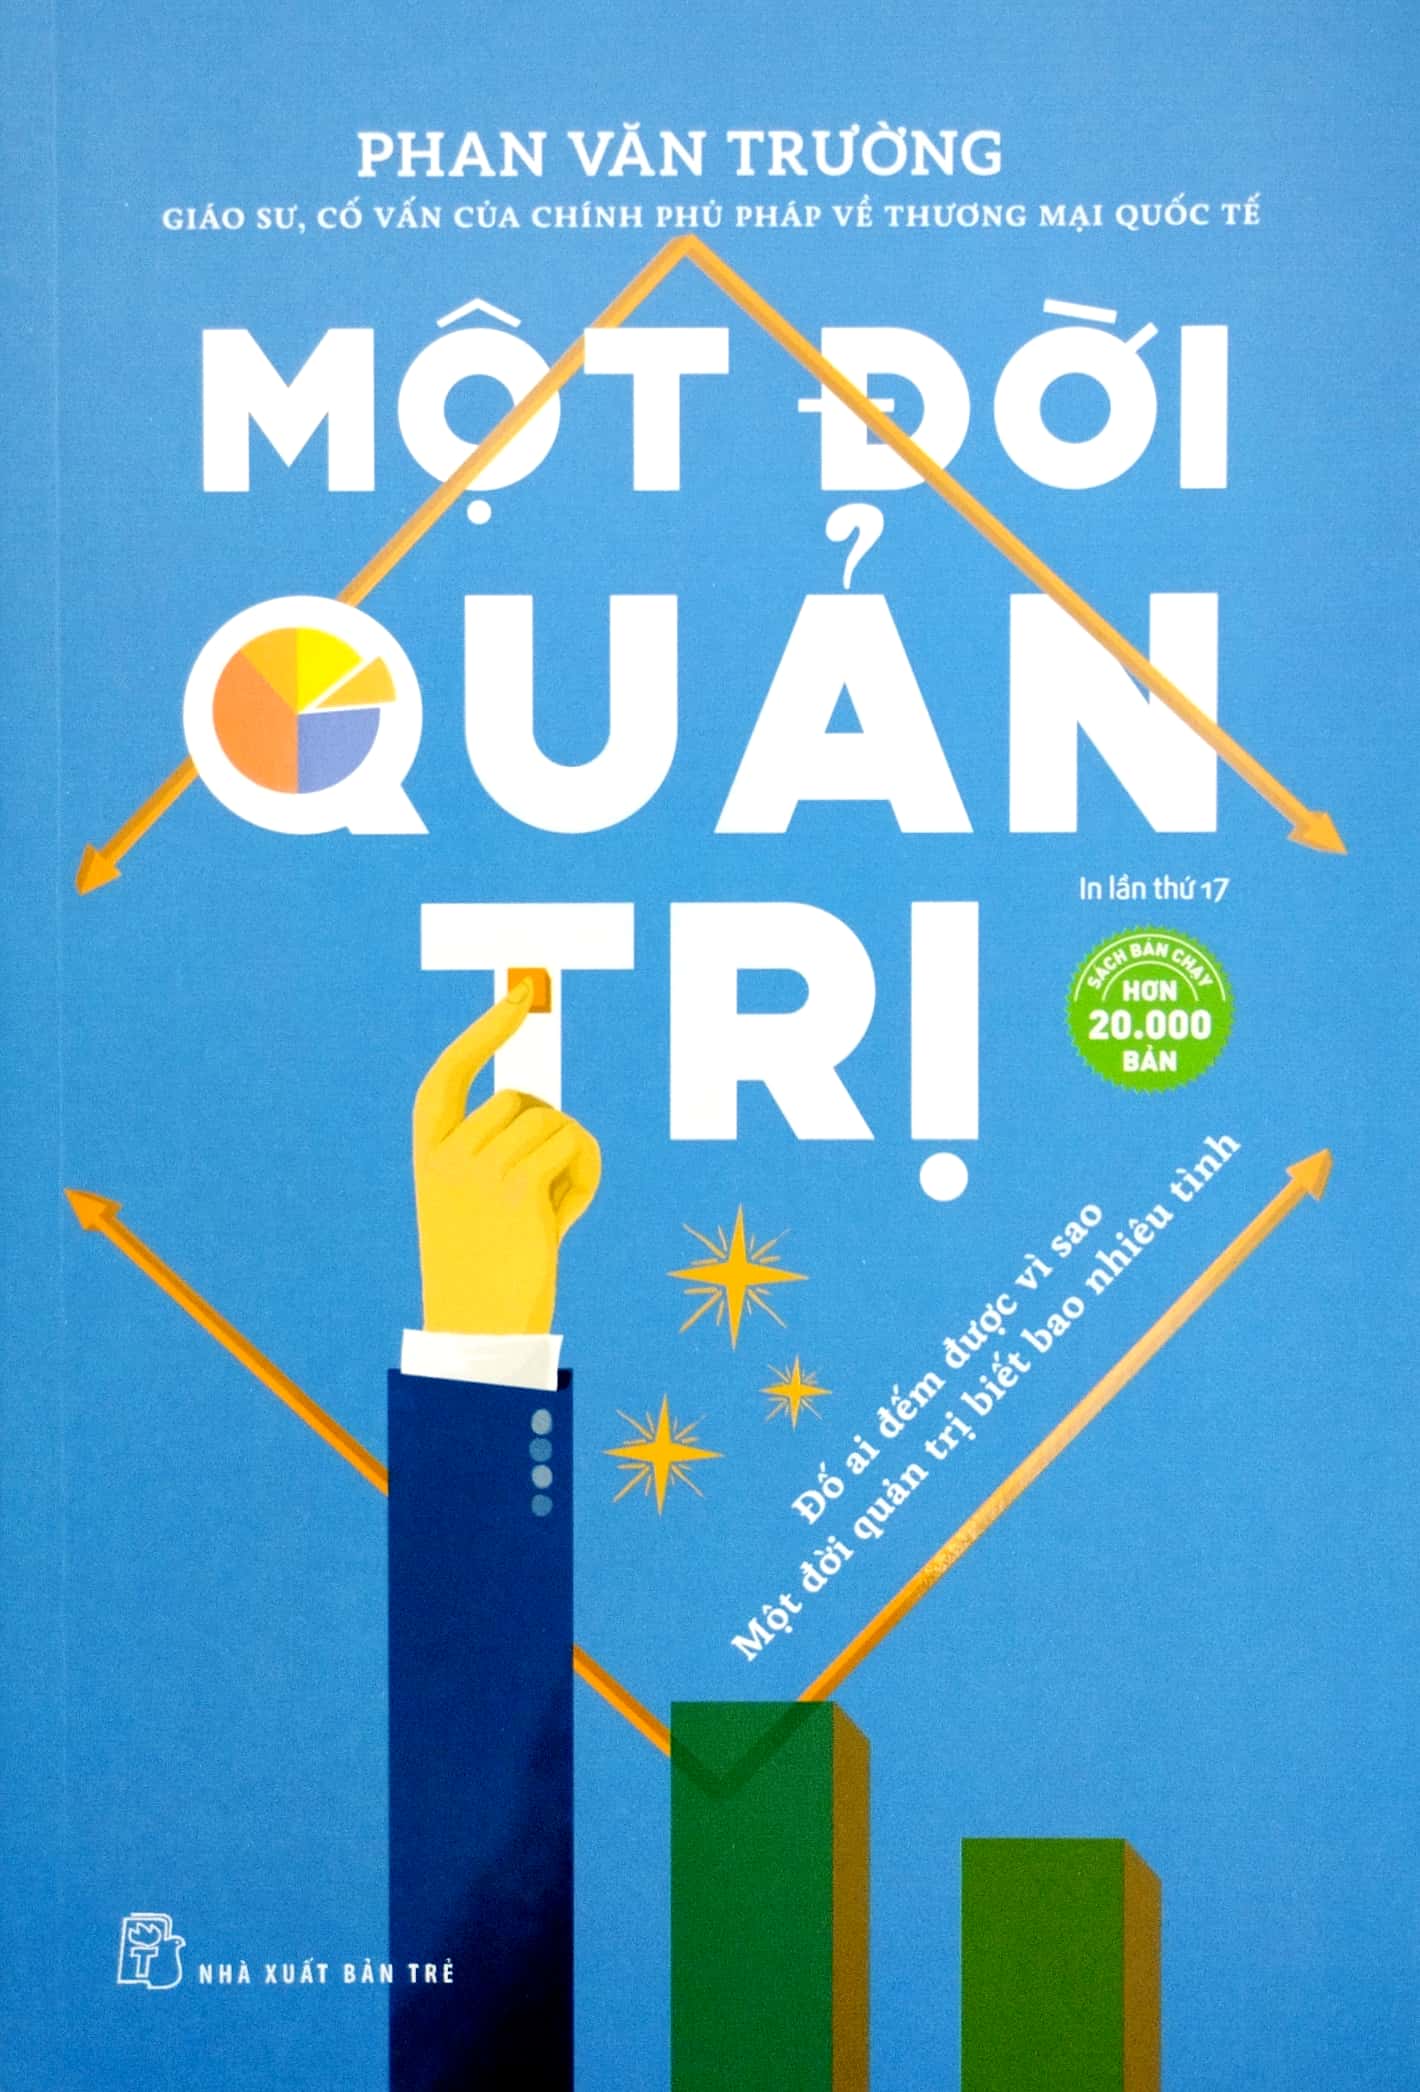 PHAN VĂN TRƯỜNG
GIÁO SƯ, CỐ VẤN CỦA CHÍNH PHỦ PHÁP VỀ THƯƠNG MẠI QUỐC TẾ
MỘT ĐỜI
QUẢN
TRỊ
In lần thứ 17
SÁCH BÁN CHẠY
HƠN
20.000
BẢN
Đố ai đếm được vì sao
Một đời quản trị biết bao nhiêu tình
T
NHÀ XUẤT BẢN TRẺ